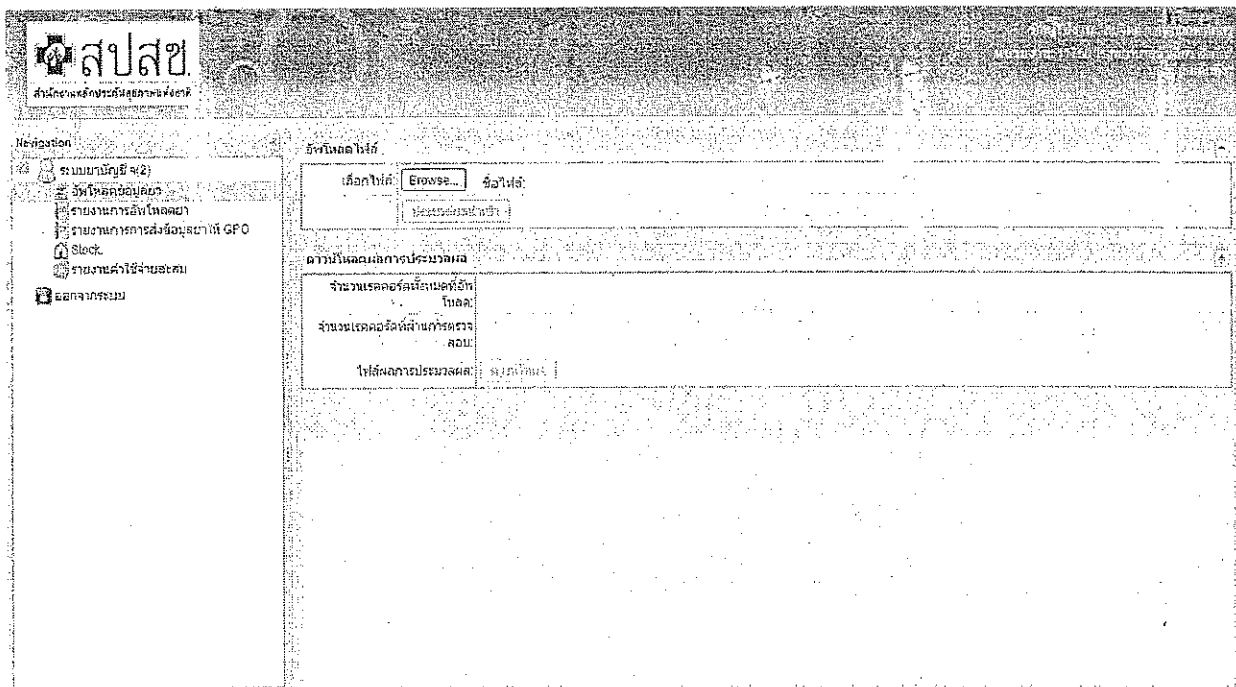 สปสช.
สำนักงานหลักประกันสุขภาพแห่งชาติ
Navigation
ระบบยาบัญชี จ(2)
อัพโหลดข้อมูลยา
รายงานการอัพโหลดยา
รายงานการการส่งข้อมูลยาให้ GPO
Stock
รายงานค่าใช้จ่ายสะสม
ออกจากระบบ
อัพโหลดไฟล์
เลือกไฟล์: Browse... ชื่อไฟล์:
ดาวน์โหลดผลการประมวลผล
จำนวนเรคคอร์ดทั้งหมดที่อัพ
โหลด:
จำนวนเรคคอร์ดที่ผ่านการตรวจ
สอบ:
ไฟล์ผลการประมวลผล: ดาวน์โหลด